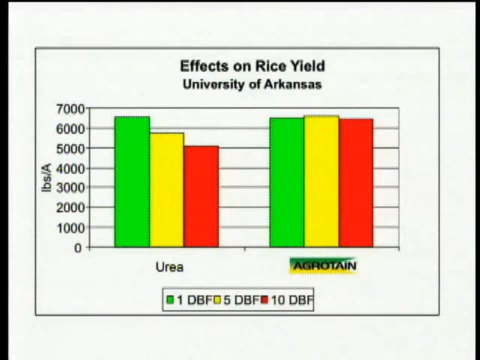 Effects on Rice Yield
University of Arkansas
7000
6000
5000
4000
3000
2000
1000
0
lbs/A
Urea
AGROTAIN
1 DBF 5 DBF 10 DBF